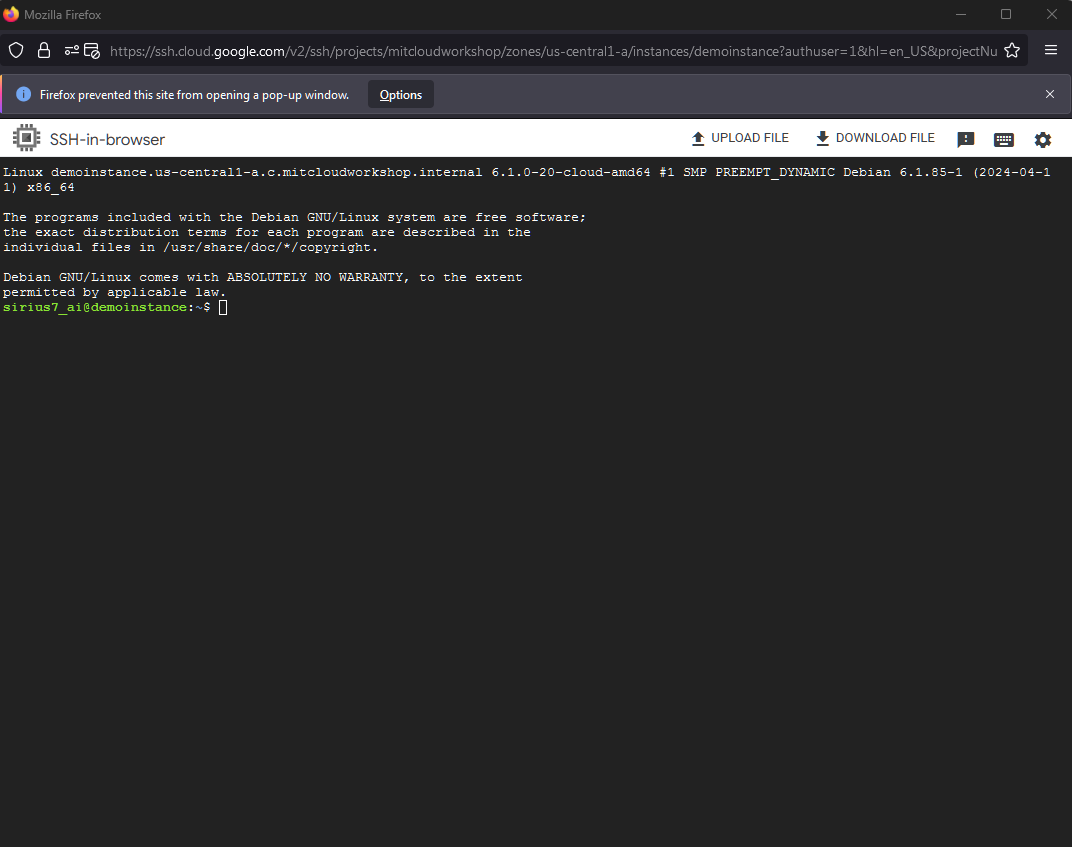 Mozilla Firefox
https://ssh.cloud.google.com/v2/ssh/projects/mitcloudworkshop/zones/us-central1-a/instances/demoinstance?authuser=1&hl=en_US&projectNu
Firefox prevented this site from opening a pop-up window. Options
SSH-in-browser UPLOAD FILE DOWNLOAD FILE
Linux demoinstance.us-central1-a.c.mitcloudworkshop.internal 6.1.0-20-cloud-amd64 #1 SMP PREEMPT_DYNAMIC Debian 6.1.85-1 (2024-04-1
1) x86_64
The programs included with the Debian GNU/Linux system are free software;
the exact distribution terms for each program are described in the
individual files in /usr/share/doc/*/copyright.
Debian GNU/Linux comes with ABSOLUTELY NO WARRANTY, to the extent
permitted by applicable law.
sirius7_ai@demoinstance:~$